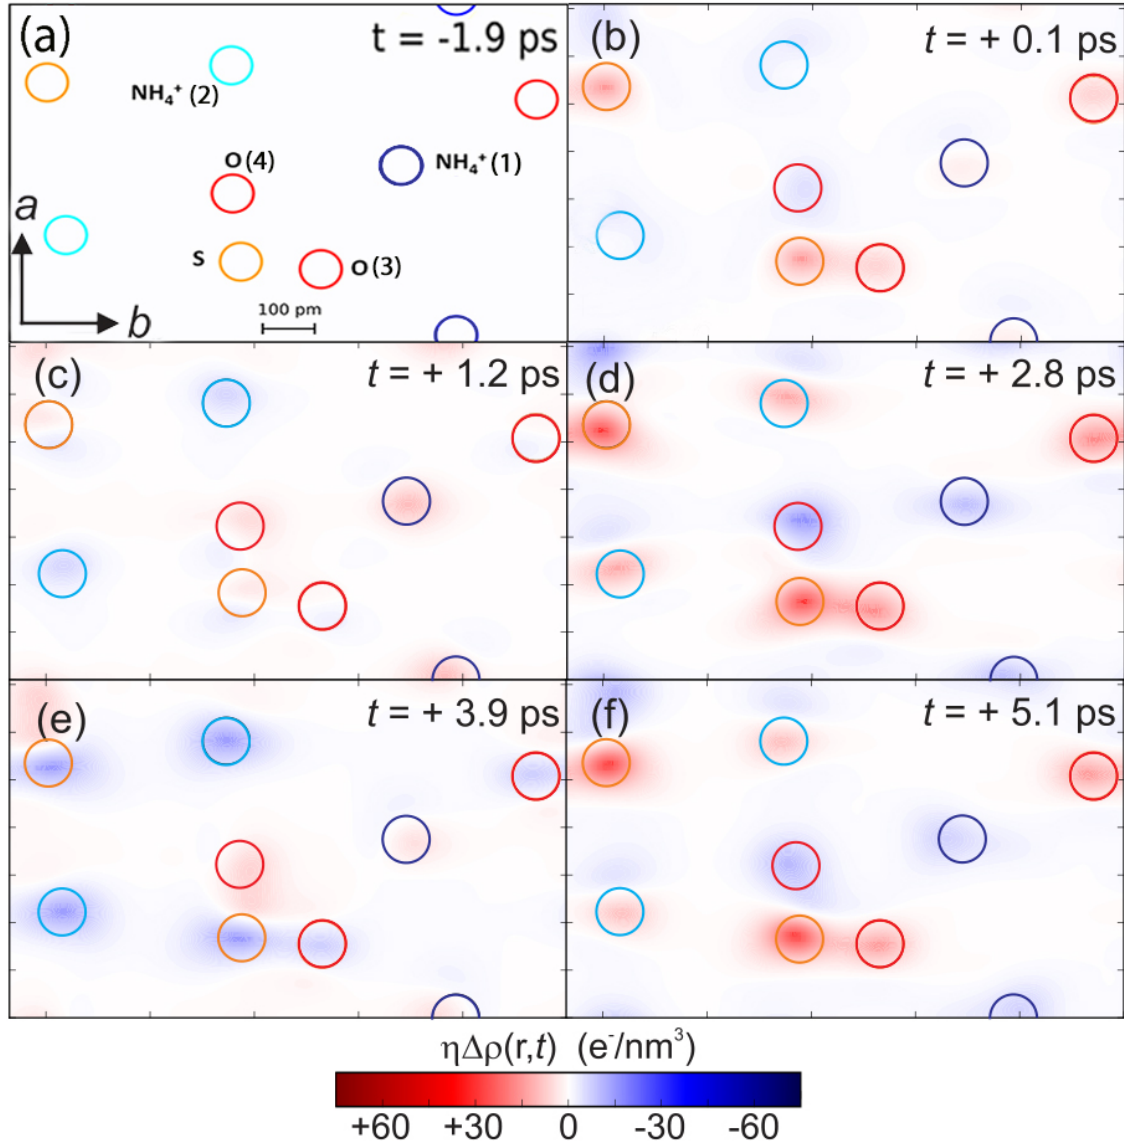 (a)
t = -1.9 ps
NH₄⁺ (2)
O (4)
NH₄⁺ (1)
a
S
O (3)
100 pm
b
(b)
t = + 0.1 ps
(c)
t = + 1.2 ps
(d)
t = + 2.8 ps
(e)
t = + 3.9 ps
(f)
t = + 5.1 ps
ηΔρ(r,t) (e⁻/nm³)
+60 +30 0 -30 -60